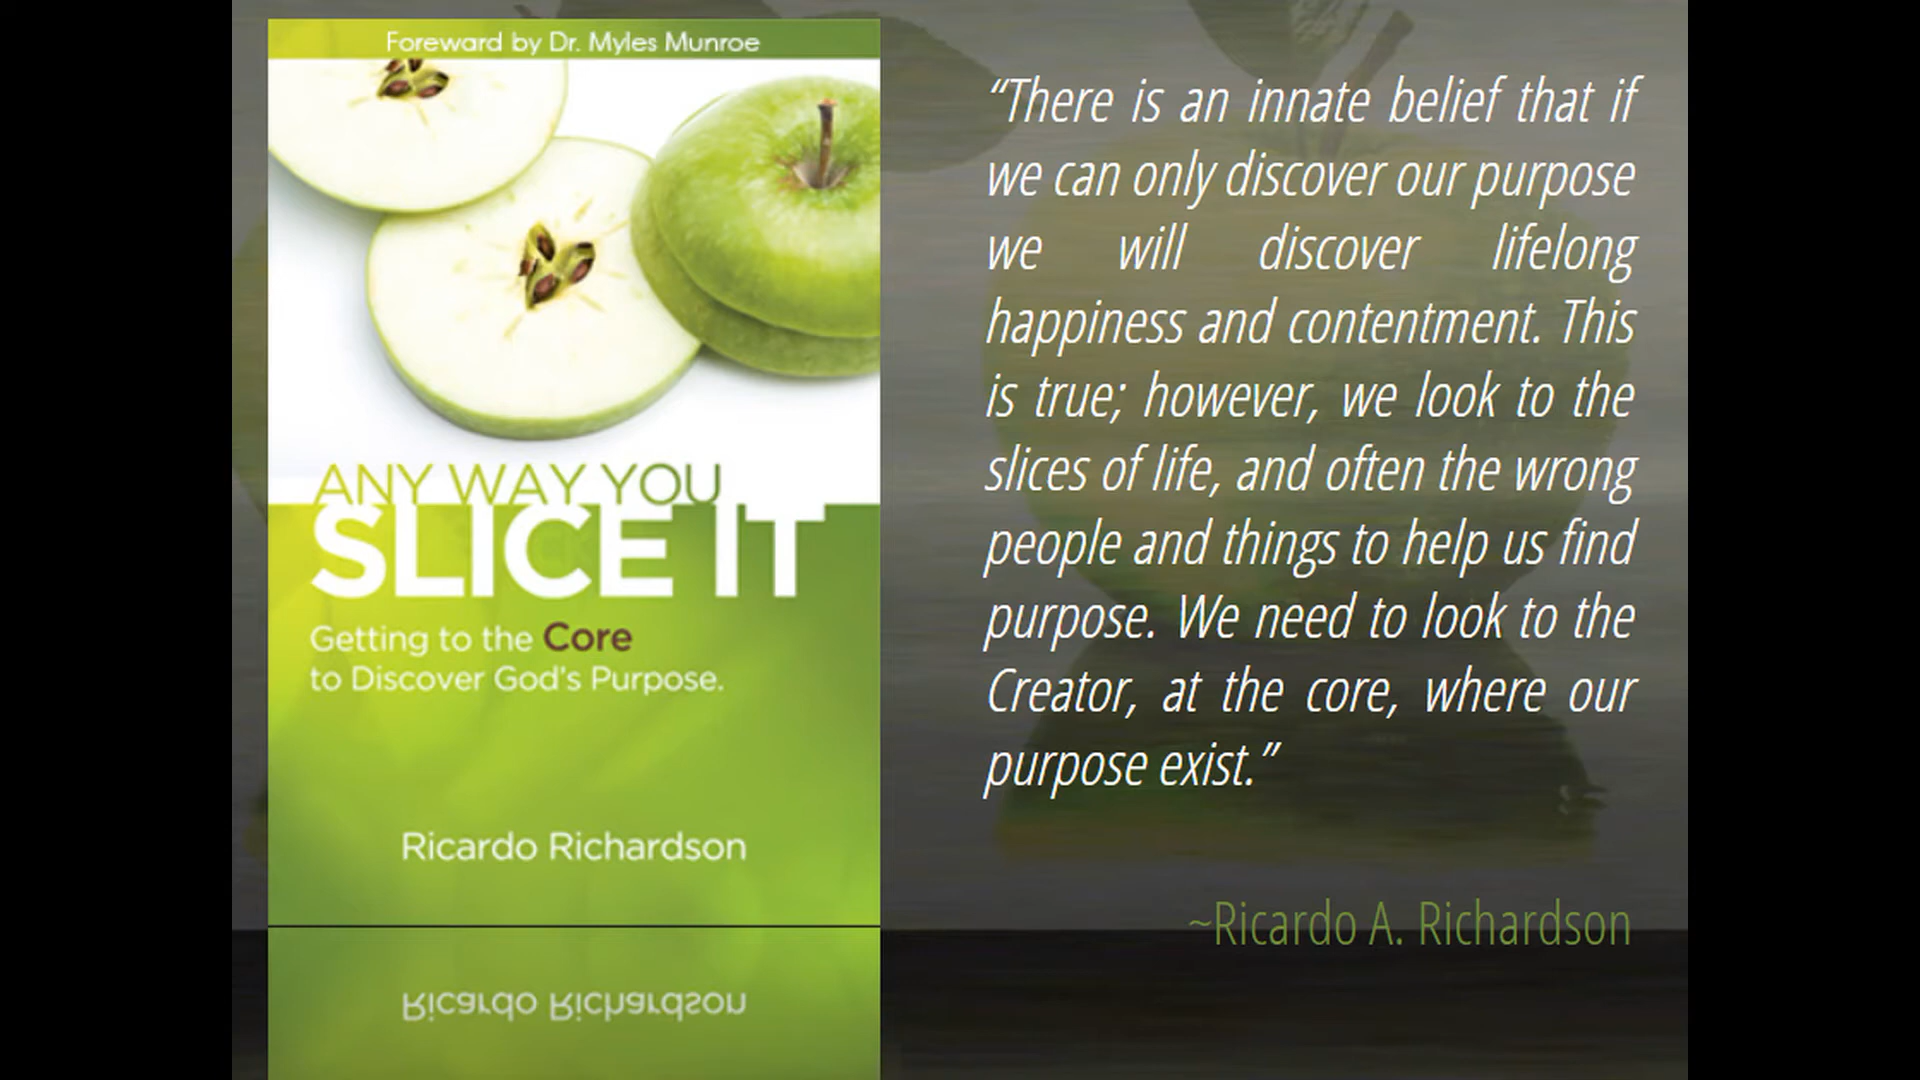 Foreward by Dr. Myles Munroe
ANY WAY YOU
SLICE IT
Getting to the Core
to Discover God's Purpose.
Ricardo Richardson
Ricardo Richardson
“There is an innate belief that if
we can only discover our purpose
we will discover lifelong
happiness and contentment. This
is true; however, we look to the
slices of life, and often the wrong
people and things to help us find
purpose. We need to look to the
Creator, at the core, where our
purpose exist.”
~Ricardo A. Richardson